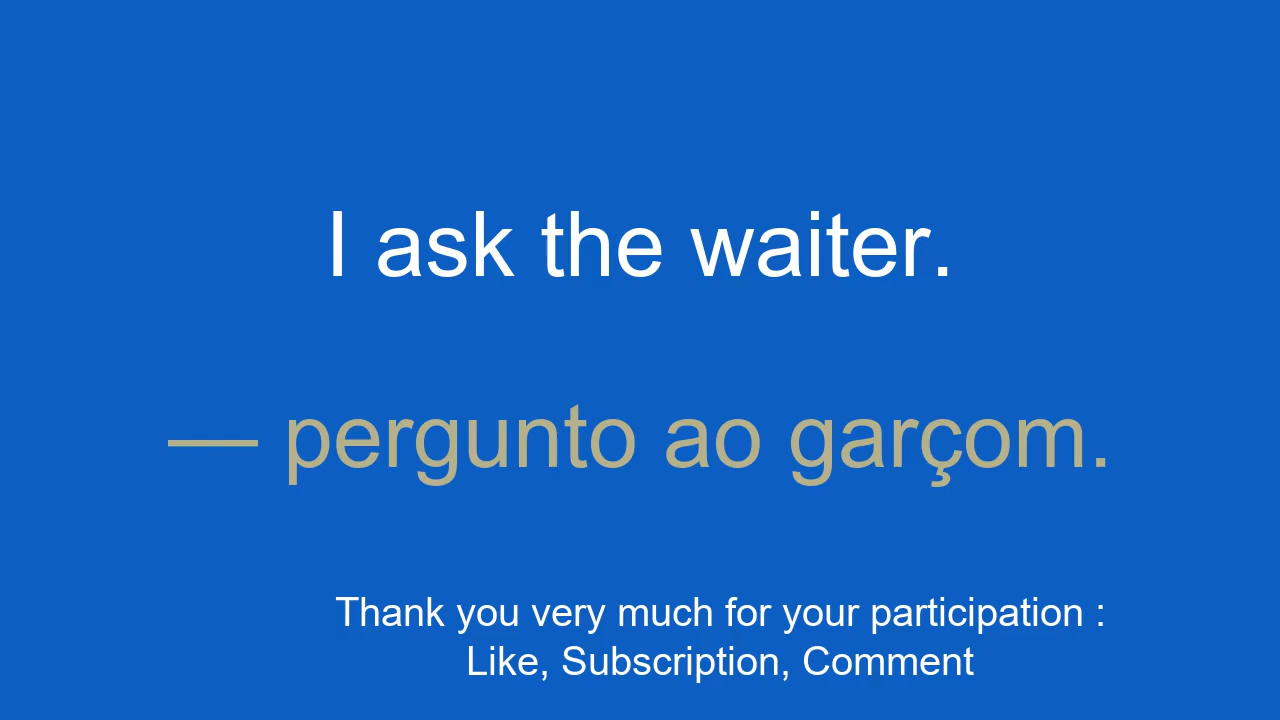 I ask the waiter.
— pergunto ao garçom.
Thank you very much for your participation :
Like, Subscription, Comment